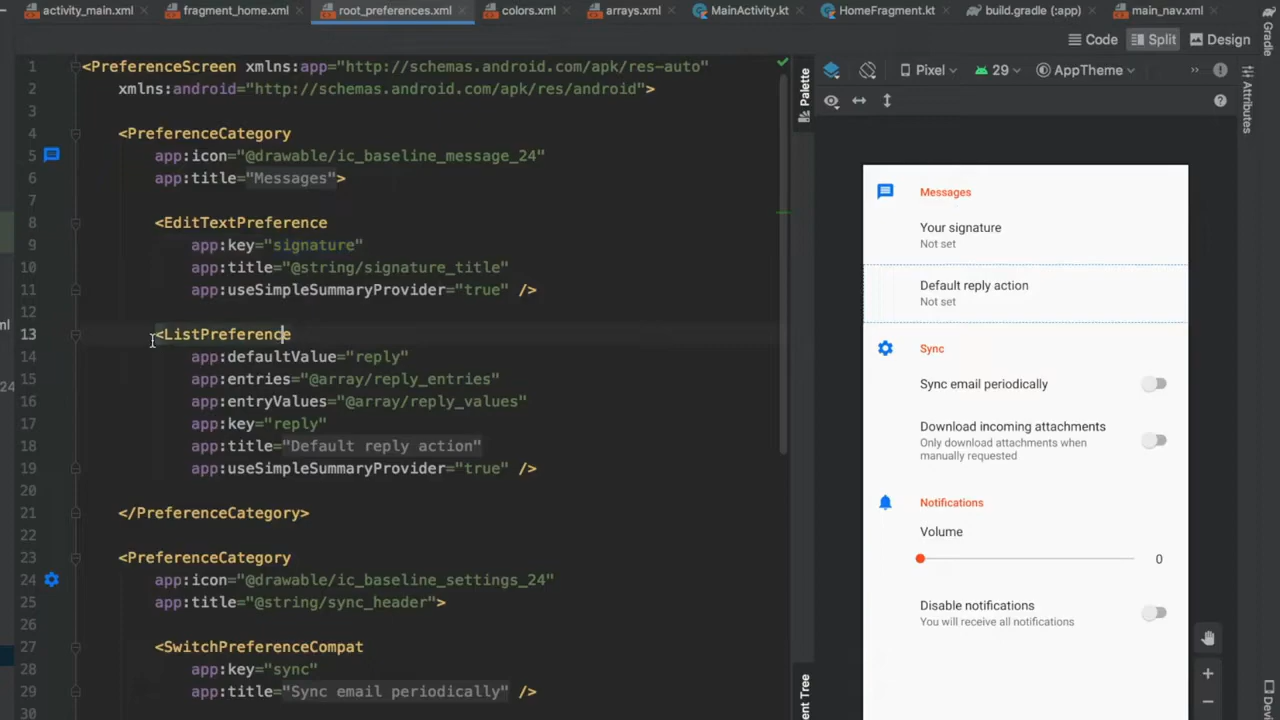 activity_main.xml
fragment_home.xml
root_preferences.xml
colors.xml
arrays.xml
MainActivity.kt
HomeFragment.kt
build.gradle (:app)
main_nav.xml
Code
Split
Design
Gradle
1 <PreferenceScreen xmlns:app="http://schemas.android.com/apk/res-auto"
2 xmlns:android="http://schemas.android.com/apk/res/android">
3
4 <PreferenceCategory
5 app:icon="@drawable/ic_baseline_message_24"
6 app:title="Messages">
7
8 <EditTextPreference
9 app:key="signature"
10 app:title="@string/signature_title"
11 app:useSimpleSummaryProvider="true" />
12
13 <ListPreference
14 app:defaultValue="reply"
15 app:entries="@array/reply_entries"
16 app:entryValues="@array/reply_values"
17 app:key="reply"
18 app:title="Default reply action"
19 app:useSimpleSummaryProvider="true" />
20
21 </PreferenceCategory>
22
23 <PreferenceCategory
24 app:icon="@drawable/ic_baseline_settings_24"
25 app:title="@string/sync_header">
26
27 <SwitchPreferenceCompat
28 app:key="sync"
29 app:title="Sync email periodically" />
30
ml
24
Palette
Pixel
29
AppTheme
Attributes
Messages
Your signature
Not set
Default reply action
Not set
Sync
Sync email periodically
Download incoming attachments
Only download attachments when
manually requested
Notifications
Volume
0
Disable notifications
You will receive all notifications
nt Tree